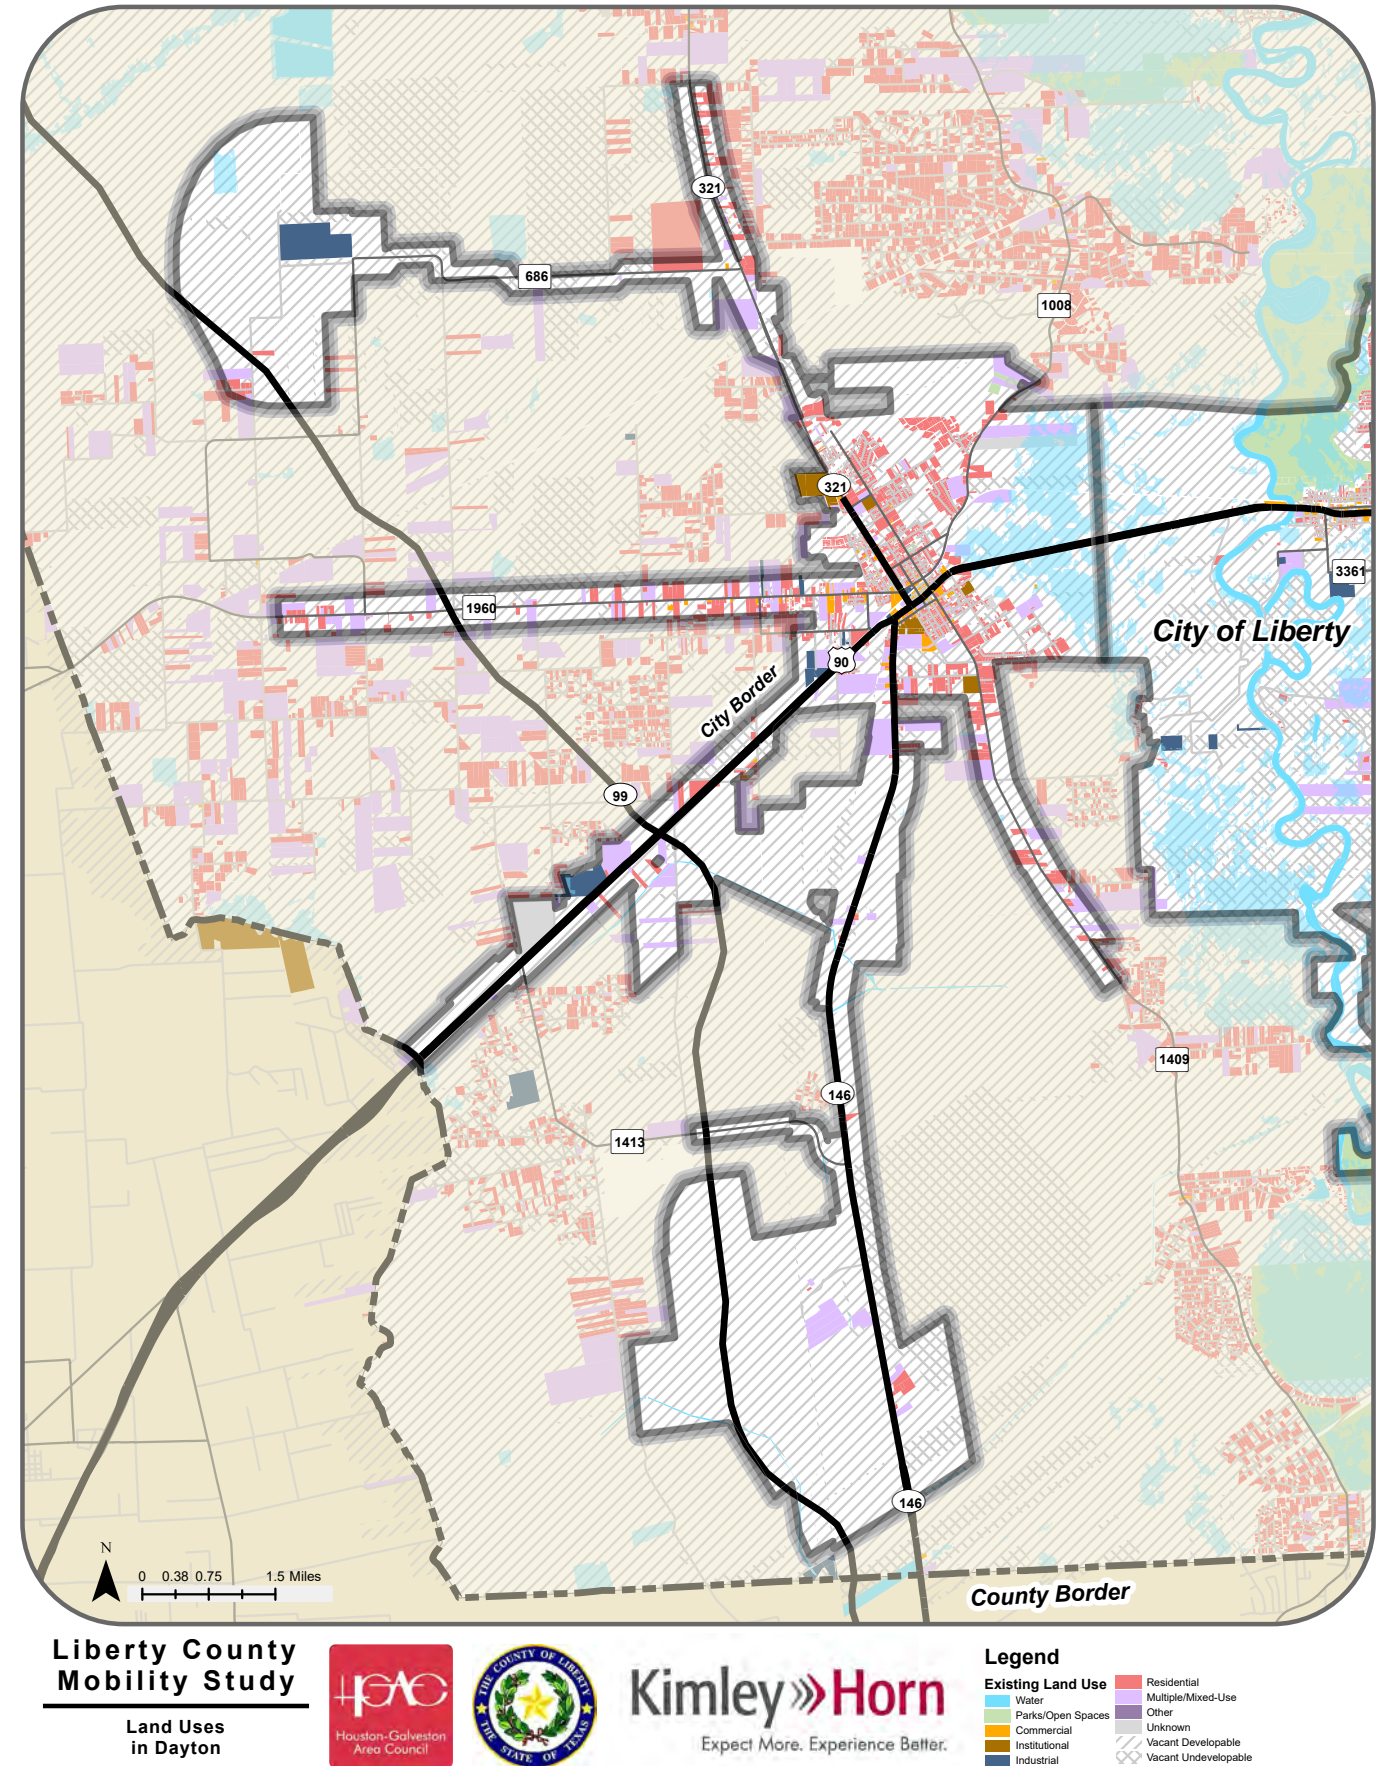 321
686
1008
321
3361
1960
City of Liberty
90
City Border
99
1409
146
1413
146
N
0 0.38 0.75 1.5 Miles
County Border
Liberty County
Mobility Study
Land Uses
in Dayton
HGAC
Houston-Galveston
Area Council
THE COUNTY OF LIBERTY
THE STATE OF TEXAS
Kimley»Horn
Expect More. Experience Better.
Legend
Existing Land Use
Water
Parks/Open Spaces
Commercial
Institutional
Industrial
Residential
Multiple/Mixed-Use
Other
Unknown
Vacant Developable
Vacant Undevelopable